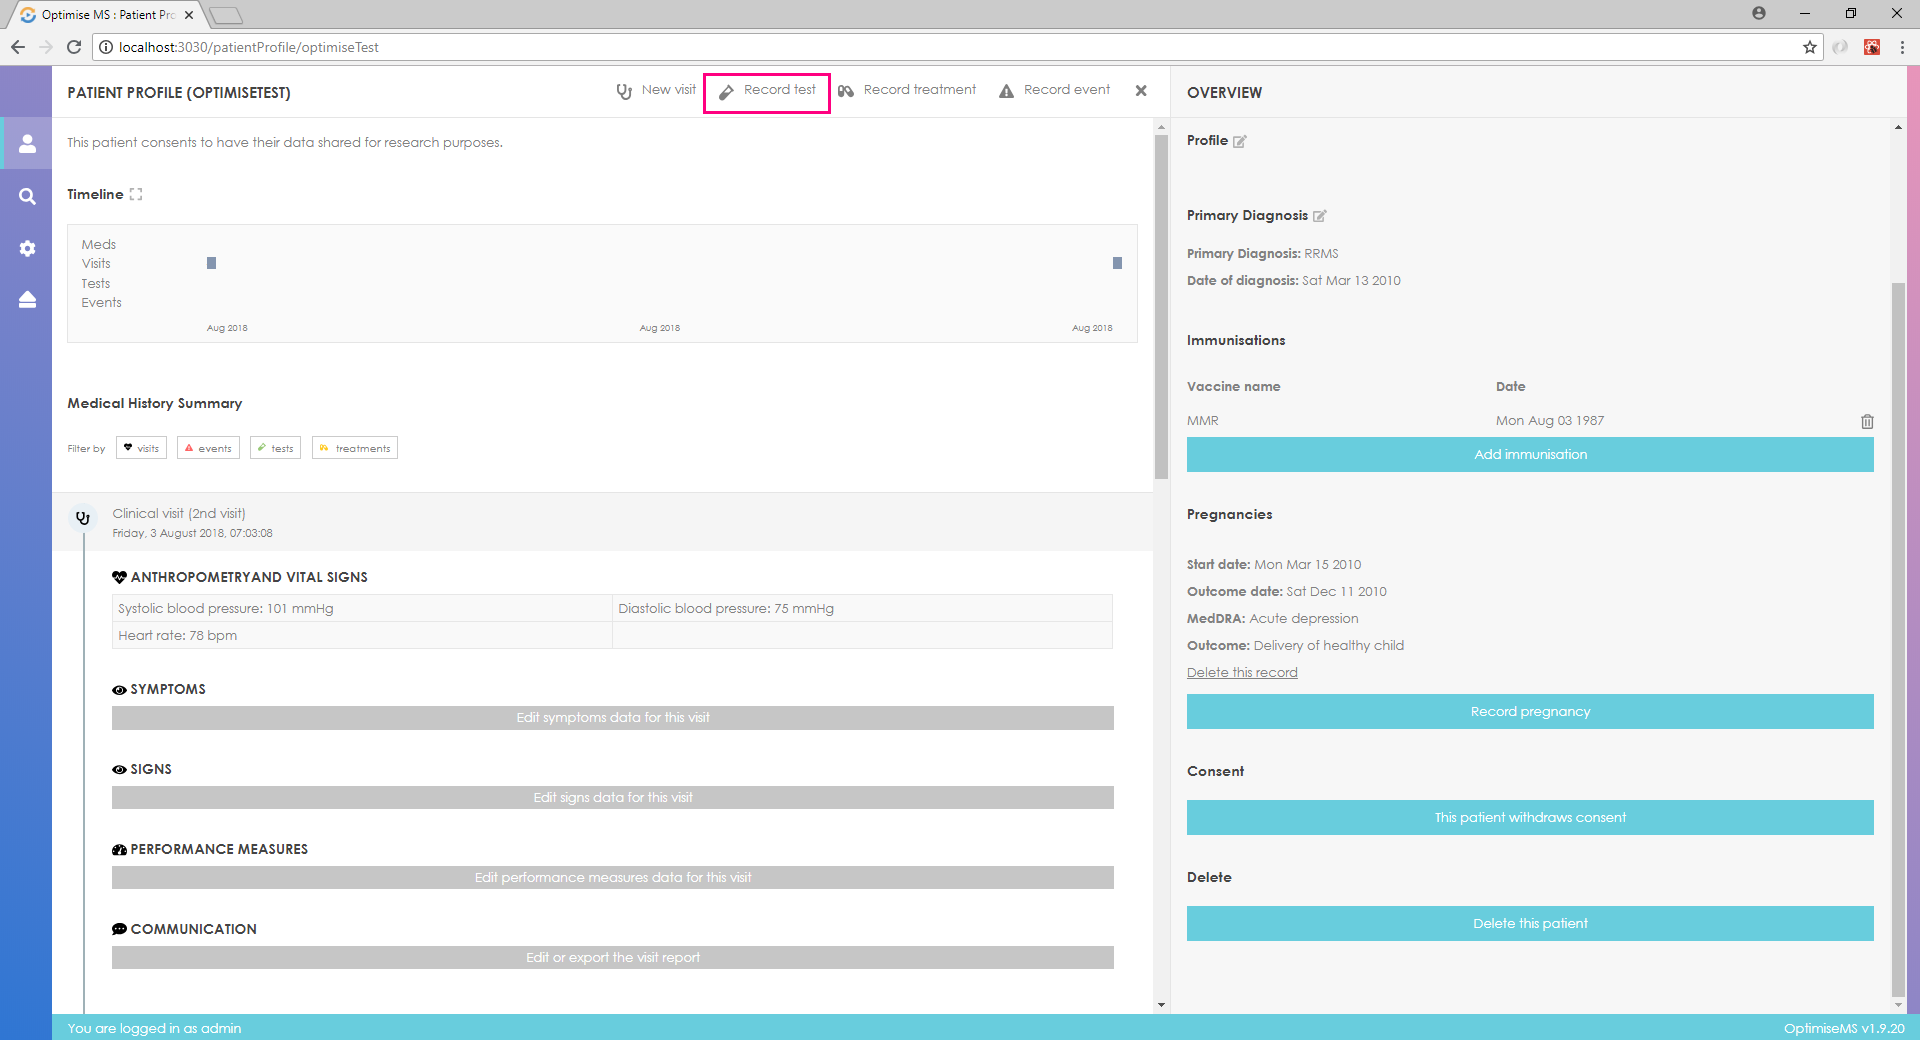 Optimise MS : Patient Pro
localhost:3030/patientProfile/optimiseTest
PATIENT PROFILE (OPTIMISETEST)
New visit
Record test
Record treatment
Record event
This patient consents to have their data shared for research purposes.
Timeline
Meds
Visits
Tests
Events
Aug 2018 Aug 2018 Aug 2018
Medical History Summary
Filter by visits events tests treatments
Clinical visit (2nd visit)
Friday, 3 August 2018, 07:03:08
ANTHROPOMETRYAND VITAL SIGNS
Systolic blood pressure: 101 mmHg Diastolic blood pressure: 75 mmHg
Heart rate: 78 bpm
SYMPTOMS
Edit symptoms data for this visit
SIGNS
Edit signs data for this visit
PERFORMANCE MEASURES
Edit performance measures data for this visit
COMMUNICATION
Edit or export the visit report
OVERVIEW
Profile
Primary Diagnosis
Primary Diagnosis: RRMS
Date of diagnosis: Sat Mar 13 2010
Immunisations
Vaccine name Date
MMR Mon Aug 03 1987
Add immunisation
Pregnancies
Start date: Mon Mar 15 2010
Outcome date: Sat Dec 11 2010
MedDRA: Acute depression
Outcome: Delivery of healthy child
Delete this record
Record pregnancy
Consent
This patient withdraws consent
Delete
Delete this patient
You are logged in as admin
OptimiseMS v1.9.20